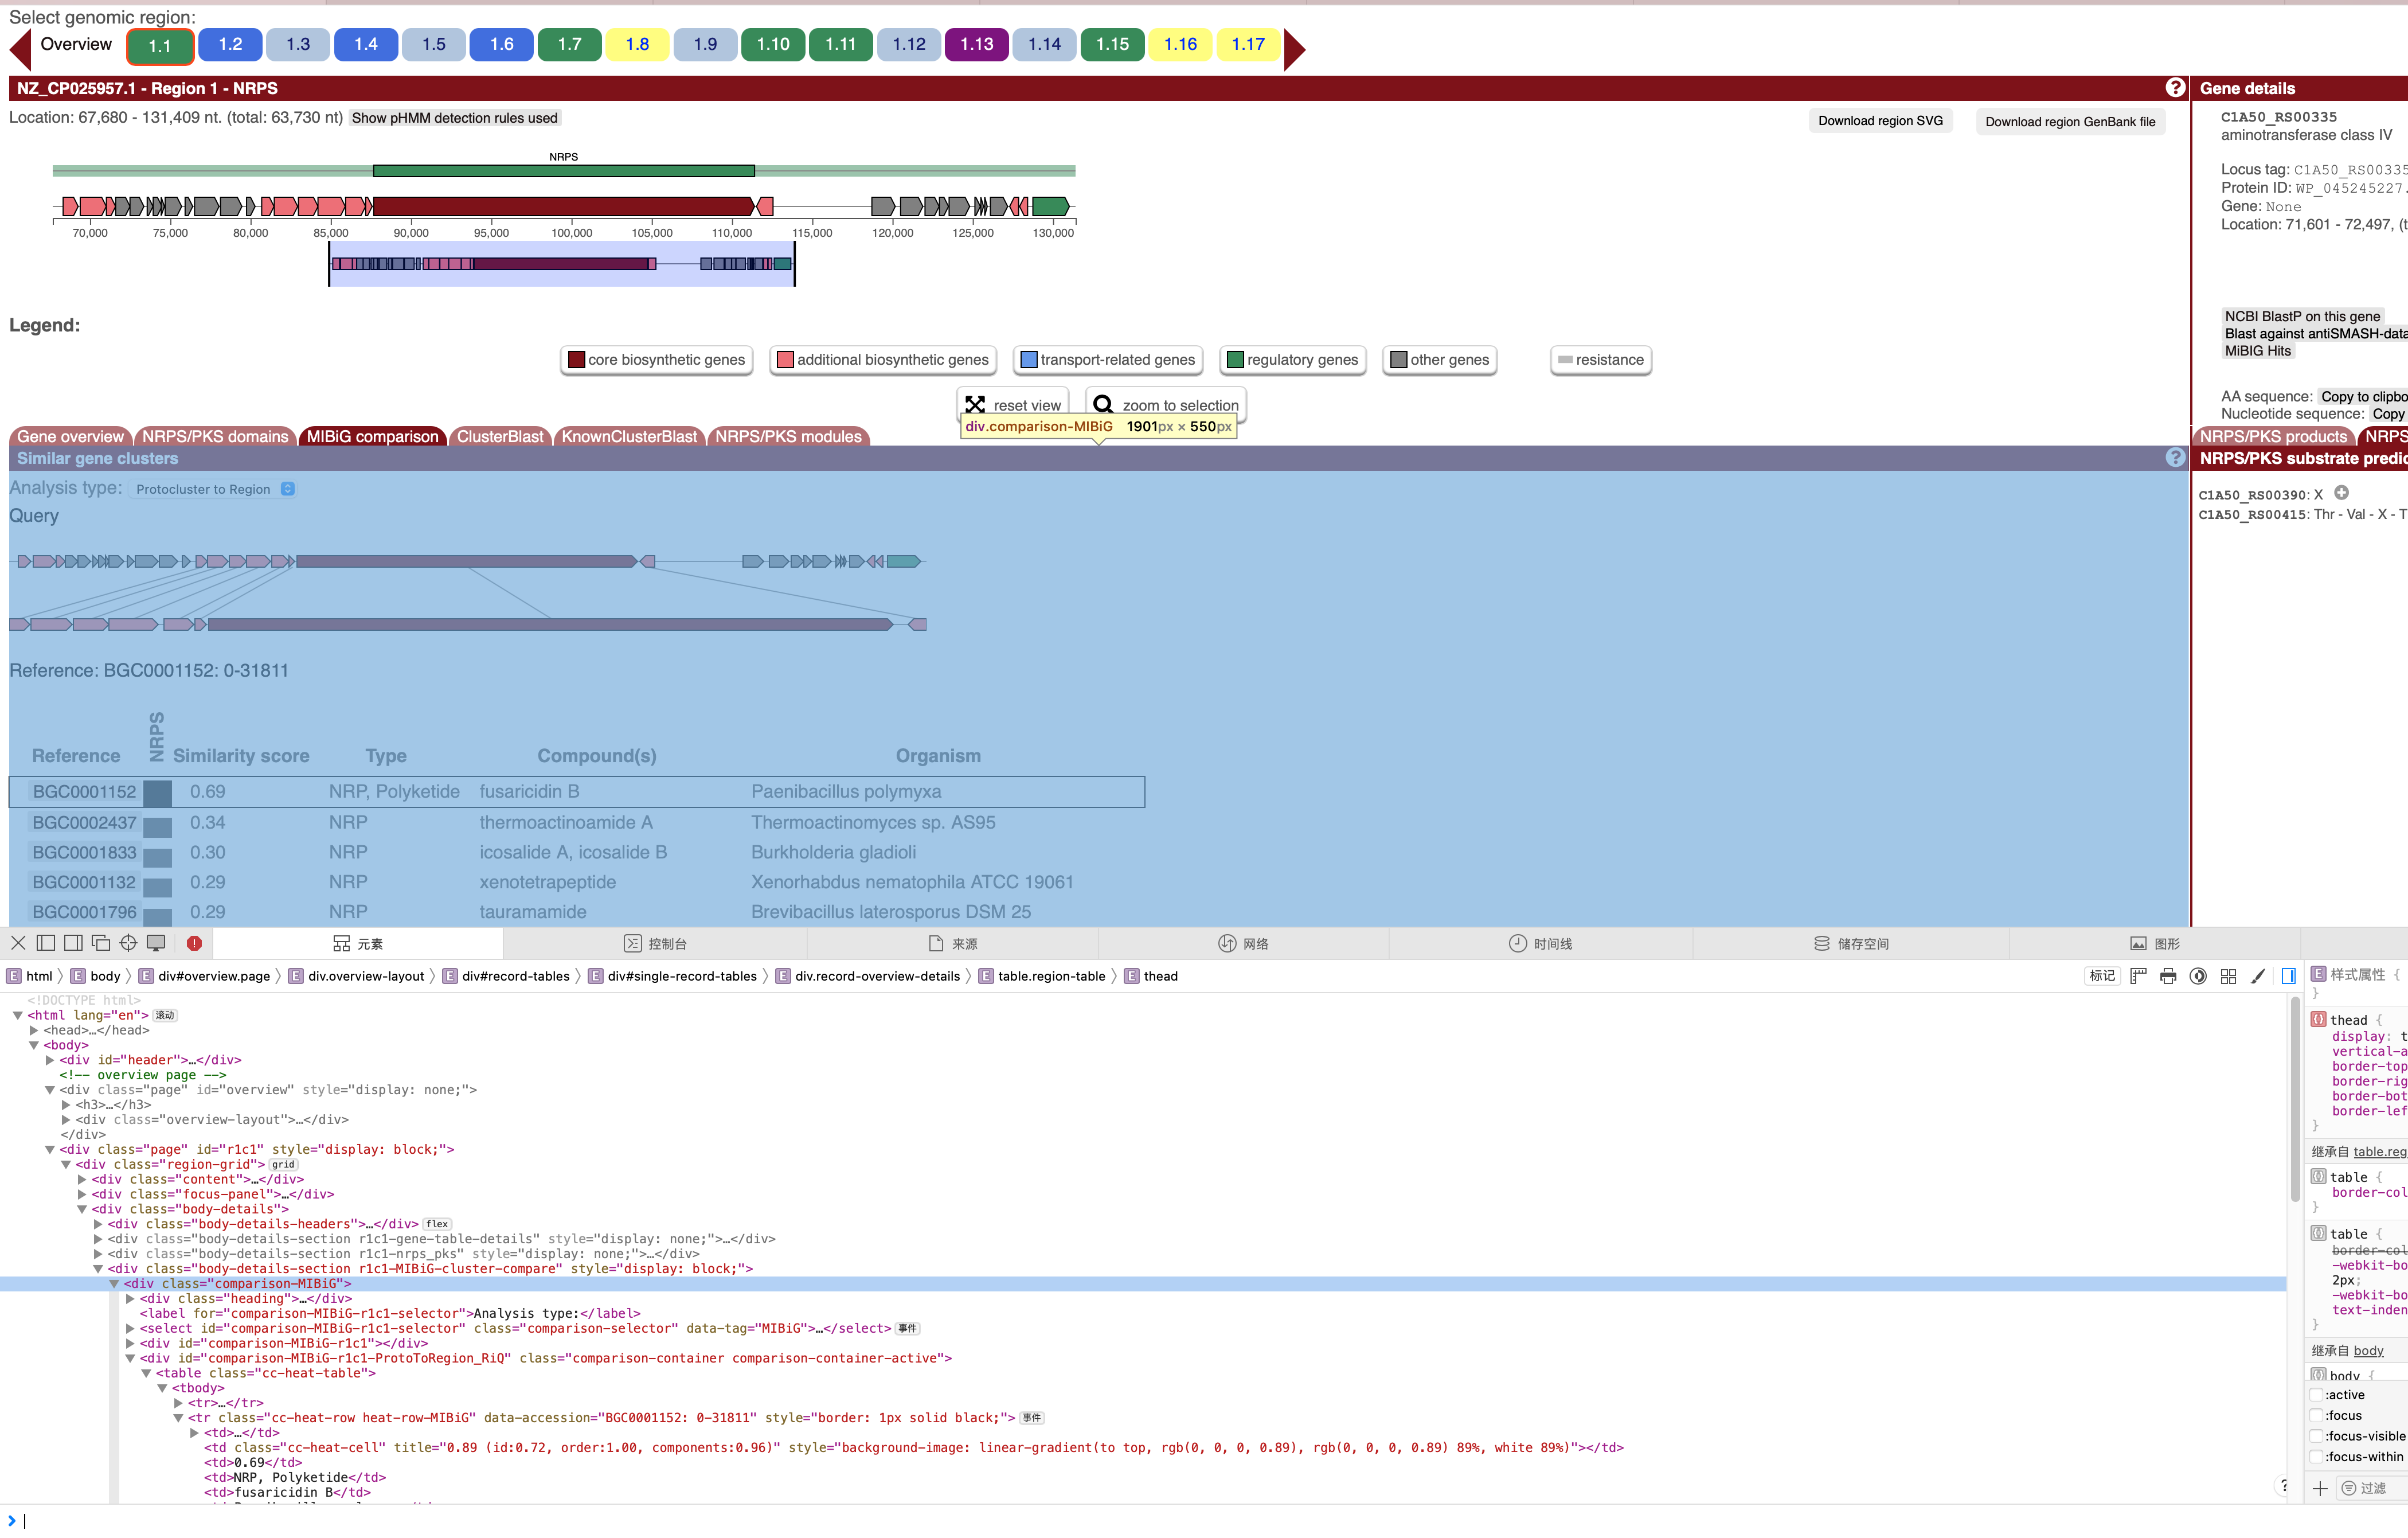 Select genomic region:
Overview 1.1 1.2 1.3 1.4 1.5 1.6 1.7 1.8 1.9 1.10 1.11 1.12 1.13 1.14 1.15 1.16 1.17
NZ_CP025957.1 - Region 1 - NRPS ?
Location: 67,680 - 131,409 nt. (total: 63,730 nt) Show pHMM detection rules used
Download region SVG Download region GenBank file
NRPS
70,000 75,000 80,000 85,000 90,000 95,000 100,000 105,000 110,000 115,000 120,000 125,000 130,000
Legend:
core biosynthetic genes additional biosynthetic genes transport-related genes regulatory genes other genes resistance
reset view zoom to selection
div.comparison-MIBiG 1901px × 550px
Gene overview NRPS/PKS domains MIBiG comparison ClusterBlast KnownClusterBlast NRPS/PKS modules
Similar gene clusters ?
Analysis type: Protocluster to Region
Query
Reference: BGC0001152: 0-31811
Reference NRPS Similarity score Type Compound(s) Organism
BGC0001152 0.69 NRP, Polyketide fusaricidin B Paenibacillus polymyxa
BGC0002437 0.34 NRP thermoactinoamide A Thermoactinomyces sp. AS95
BGC0001833 0.30 NRP icosalide A, icosalide B Burkholderia gladioli
BGC0001132 0.29 NRP xenotetrapeptide Xenorhabdus nematophila ATCC 19061
BGC0001796 0.29 NRP tauramamide Brevibacillus laterosporus DSM 25
Gene details
C1A50_RS00335
aminotransferase class IV
Locus tag: C1A50_RS00335
Protein ID: WP_045245227.
Gene: None
Location: 71,601 - 72,497, (t
NCBI BlastP on this gene
Blast against antiSMASH-data
MiBIG Hits
AA sequence: Copy to clipbo
Nucleotide sequence: Copy
NRPS/PKS products NRPS
NRPS/PKS substrate predic
C1A50_RS00390: X
C1A50_RS00415: Thr - Val - X - T
元素 控制台 来源 网络 时间线 储存空间 图形
E html E body E div#overview.page E div.overview-layout E div#record-tables E div#single-record-tables E div.record-overview-details E table.region-table E thead
标记
<!DOCTYPE html>
<html lang="en"> 滚动
<head>…</head>
<body>
<div id="header">…</div>
<!-- overview page -->
<div class="page" id="overview" style="display: none;">
<h3>…</h3>
<div class="overview-layout">…</div>
</div>
<div class="page" id="r1c1" style="display: block;">
<div class="region-grid"> grid
<div class="content">…</div>
<div class="focus-panel">…</div>
<div class="body-details">
<div class="body-details-headers">…</div> flex
<div class="body-details-section r1c1-gene-table-details" style="display: none;">…</div>
<div class="body-details-section r1c1-nrps_pks" style="display: none;">…</div>
<div class="body-details-section r1c1-MIBiG-cluster-compare" style="display: block;">
<div class="comparison-MIBiG">
<div class="heading">…</div>
<label for="comparison-MIBiG-r1c1-selector">Analysis type:</label>
<select id="comparison-MIBiG-r1c1-selector" class="comparison-selector" data-tag="MIBiG">…</select> 事件
<div id="comparison-MIBiG-r1c1"></div>
<div id="comparison-MIBiG-r1c1-ProtoToRegion_RiQ" class="comparison-container comparison-container-active">
<table class="cc-heat-table">
<tbody>
<tr>…</tr>
<tr class="cc-heat-row heat-row-MIBiG" data-accession="BGC0001152: 0-31811" style="border: 1px solid black;"> 事件
<td>…</td>
<td class="cc-heat-cell" title="0.89 (id:0.72, order:1.00, components:0.96)" style="background-image: linear-gradient(to top, rgb(0, 0, 0, 0.89), rgb(0, 0, 0, 0.89) 89%, white 89%)"></td>
<td>0.69</td>
<td>NRP, Polyketide</td>
<td>fusaricidin B</td>
E 样式属性 {
}
thead {
display: t
vertical-a
border-top
border-rig
border-bot
border-lef
}
继承自 table.reg
table {
border-col
}
table {
border-col
-webkit-bo
2px;
-webkit-bo
text-inden
}
继承自 body
body {
:active
:focus
:focus-visible
:focus-within
过滤
?